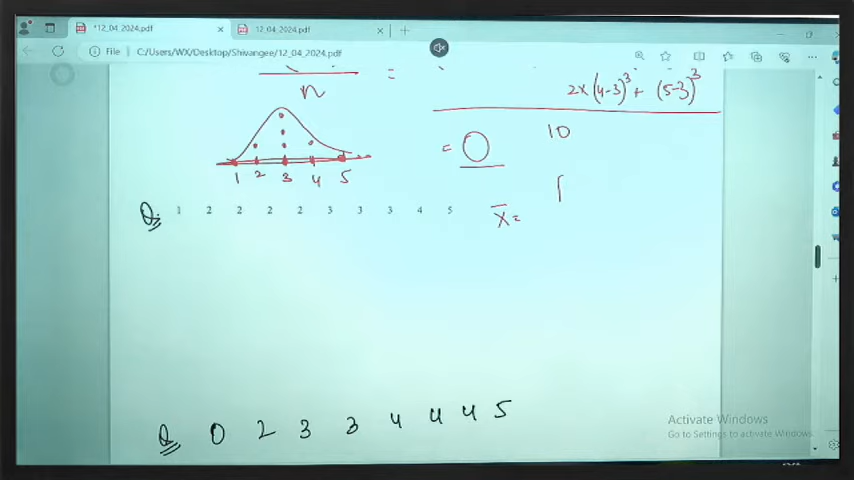 *12_04_2024.pdf × 12_04_2024.pdf × +
File | C:/Users/WX/Desktop/Shivangee/12_04_2024.pdf
n = 2×(4-3)³ + (5-3)³
10
= 0
1 2 3 4 5
Q: 1 2 2 2 2 3 3 3 4 5 x̄ =
Q 0 2 3 3 4 4 4 5
Activate Windows
Go to Settings to activate Windows.